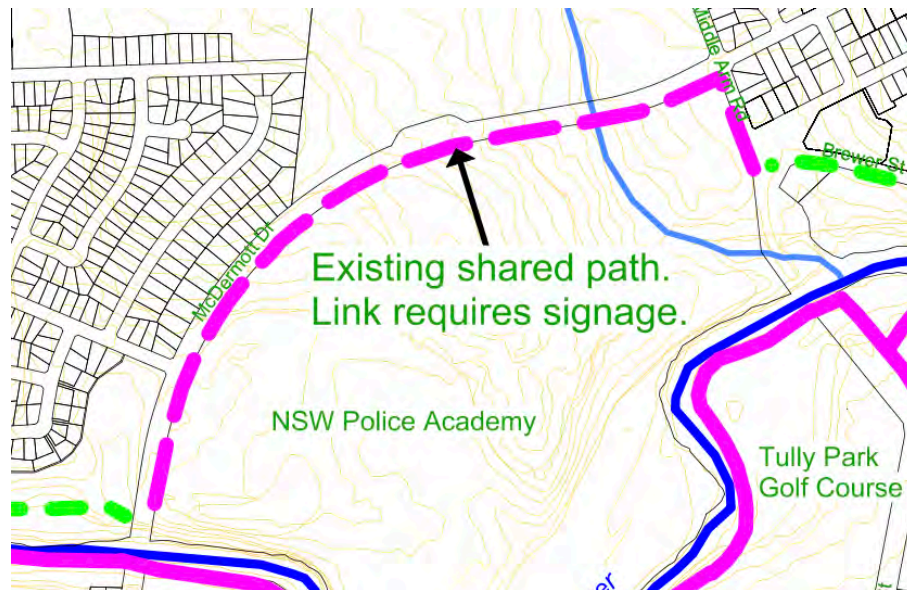 Middle Arm Rd
Brewer St
McDermott Dr
Existing shared path.
Link requires signage.
NSW Police Academy
Tully Park
Golf Course